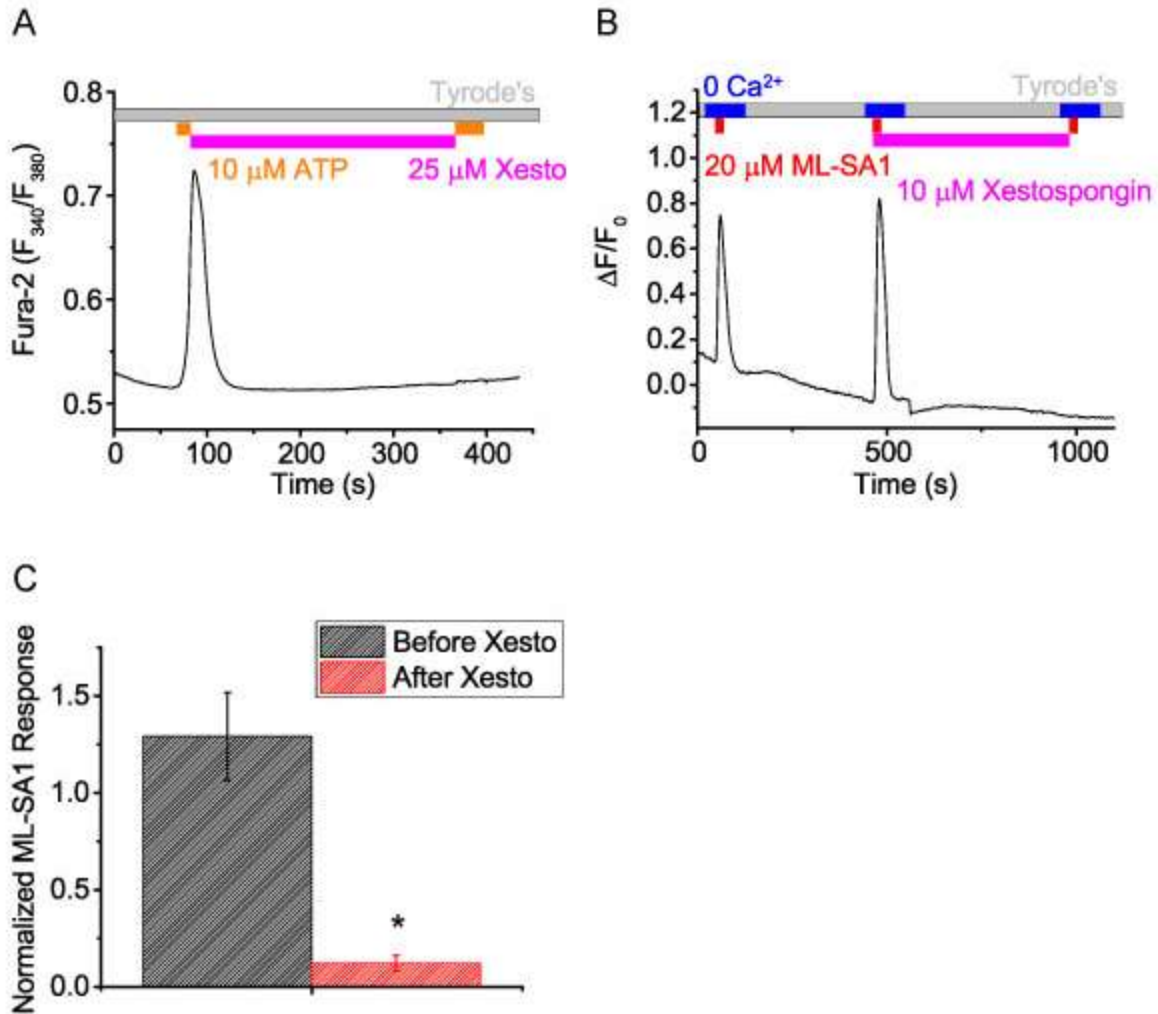 A
Tyrode's
10 μM ATP
25 μM Xesto
Fura-2 (F340/F380)
0.8
0.7
0.6
0.5
0
100
200
300
400
Time (s)
B
0 Ca2+
Tyrode's
20 μM ML-SA1
10 μM Xestospongin
ΔF/F0
1.2
1.0
0.8
0.6
0.4
0.2
0.0
0
500
1000
Time (s)
C
Before Xesto
After Xesto
Normalized ML-SA1 Response
1.5
1.0
0.5
0.0
*